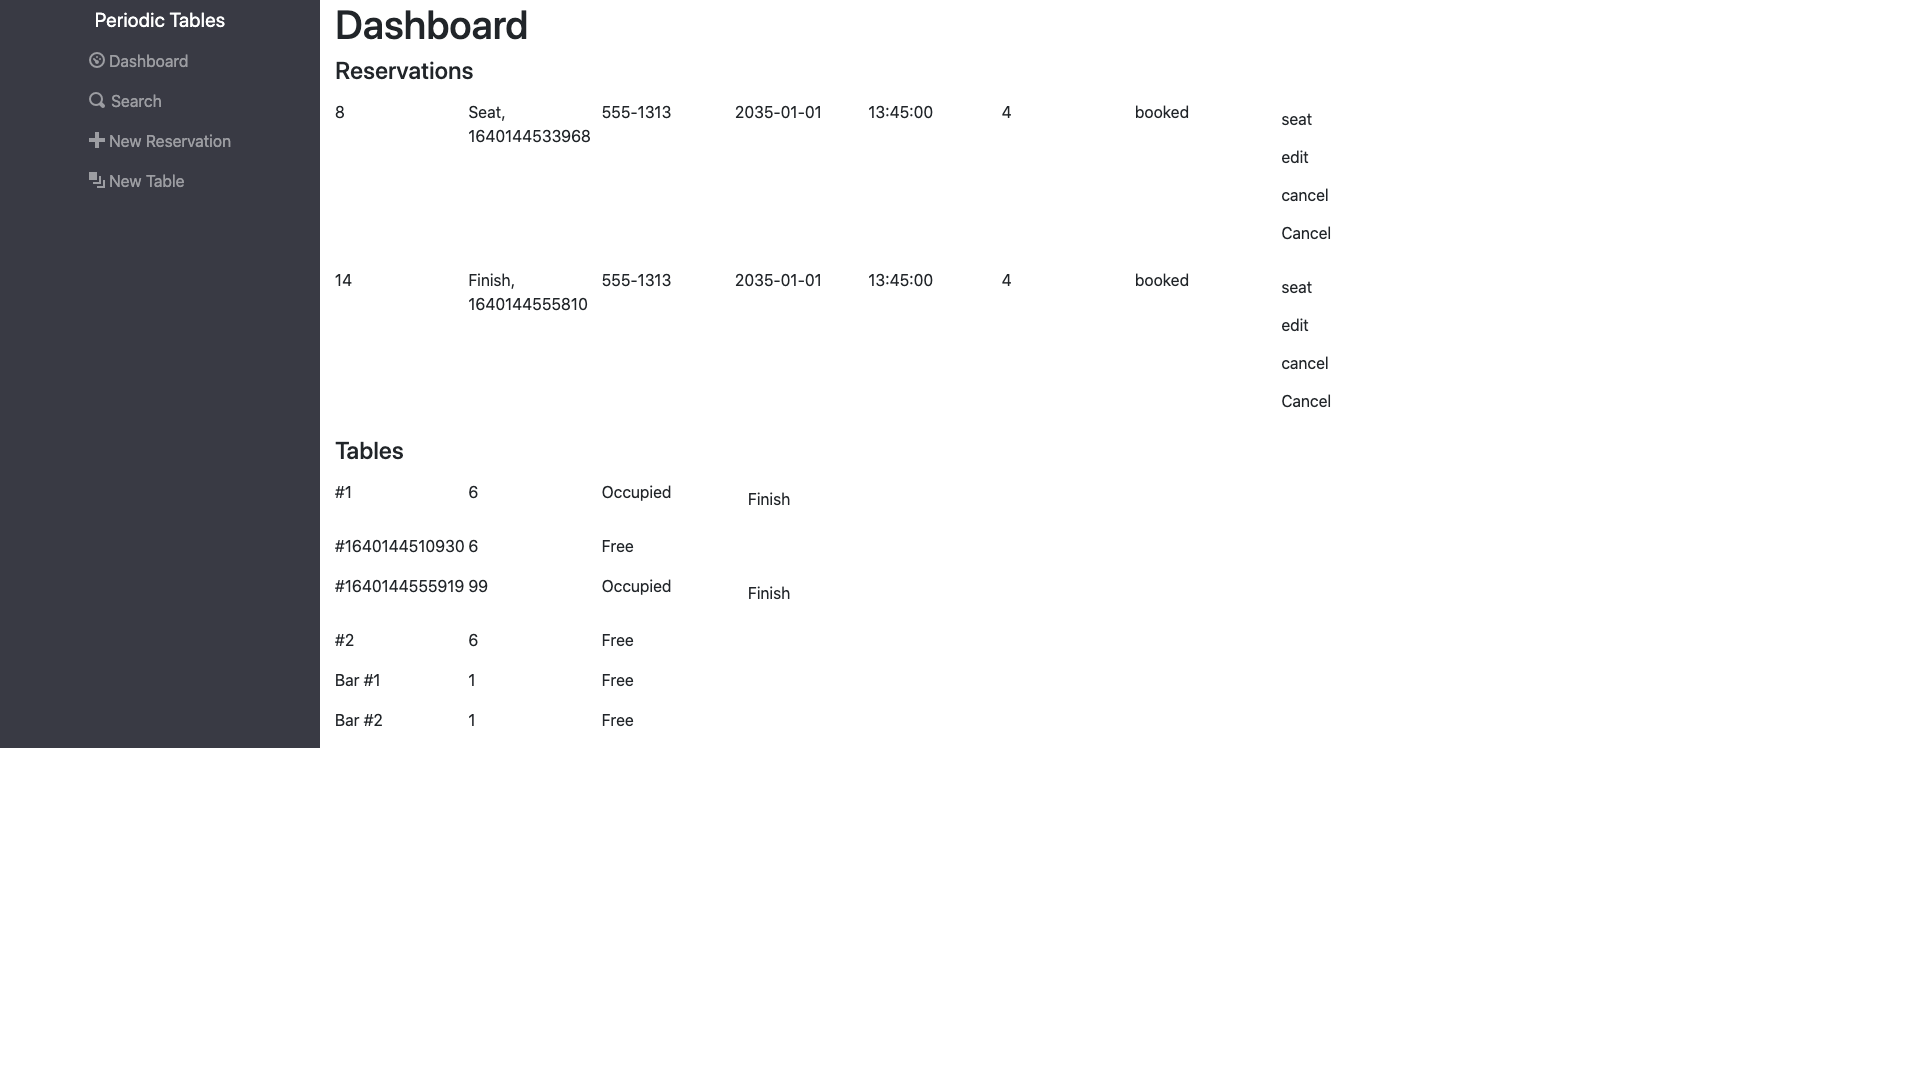 Periodic Tables
Dashboard
Search
New Reservation
New Table
Dashboard
Reservations
8 Seat, 555-1313 2035-01-01 13:45:00 4 booked
1640144533968
seat
edit
cancel
Cancel
14 Finish, 555-1313 2035-01-01 13:45:00 4 booked
1640144555810
seat
edit
cancel
Cancel
Tables
#1 6 Occupied Finish
#1640144510930 6 Free
#1640144555919 99 Occupied Finish
#2 6 Free
Bar #1 1 Free
Bar #2 1 Free